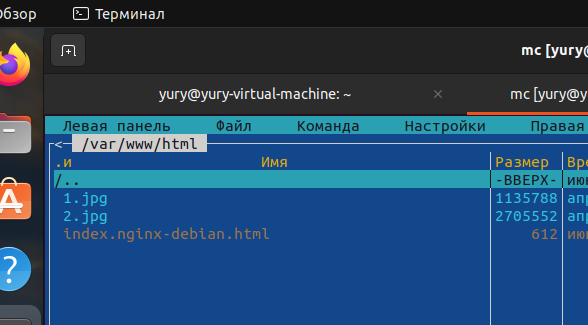 Обзор
Терминал
mc [yury@
yury@yury-virtual-machine: ~
mc [yury@y
Левая панель Файл Команда Настройки Правая
/var/www/html
.и Имя Размер Вре
/.. -ВВЕРХ- июн
1.jpg 1135788 апр
2.jpg 2705552 апр
index.nginx-debian.html 612 июн